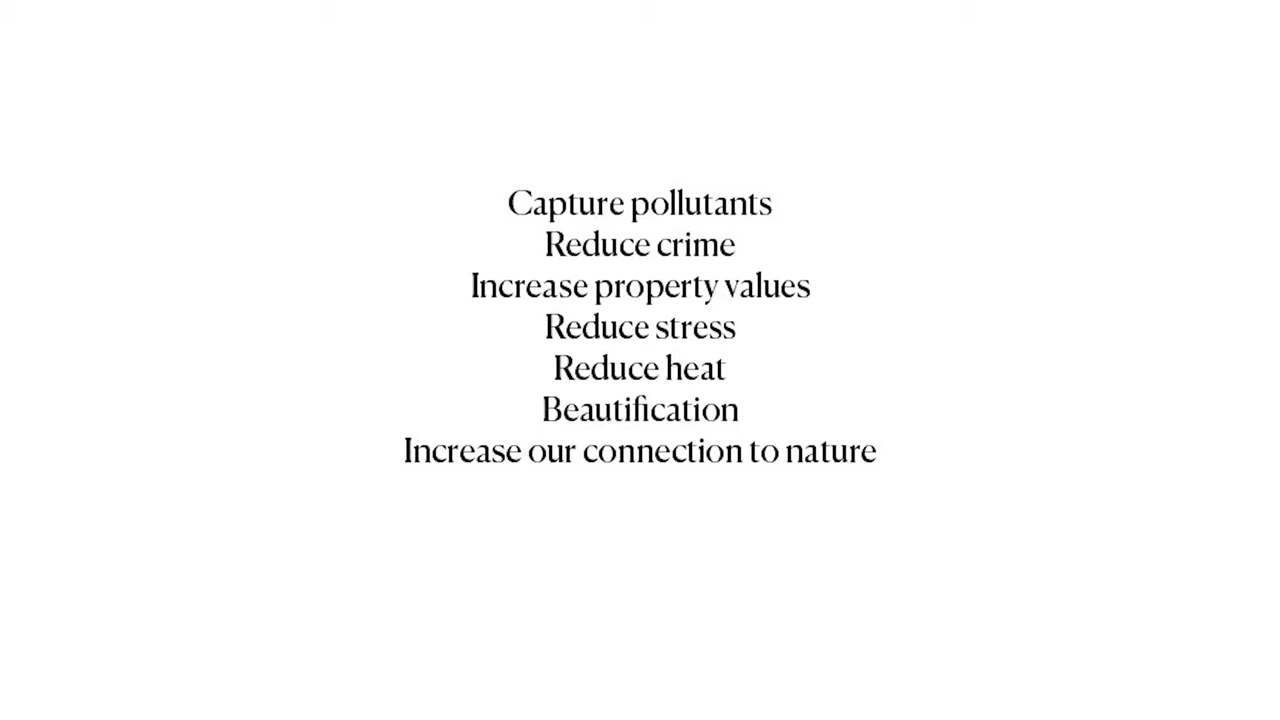 Capture pollutants
Reduce crime
Increase property values
Reduce stress
Reduce heat
Beautification
Increase our connection to nature